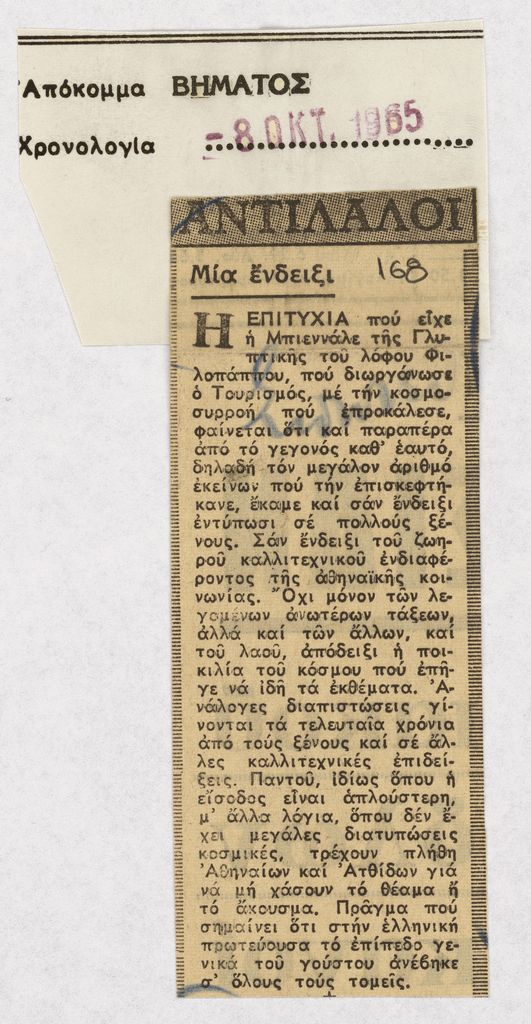 Ἀπόκομμα ΒΗΜΑΤΟΣ
Χρονολογία -8 ΟΚΤ. 1965
ΑΝΤΙΛΑΛΟΙ
Μία ἔνδειξι 168
Η ΕΠΙΤΥΧΙΑ πού εἶχε
ἡ Μπιεννάλε τῆς Γλυ-
πτικῆς τοῦ λόφου Φι-
λοπάππου, πού διωργάνωσε
ὁ Τουρισμός, μέ τήν κοσμο-
συρροή πού ἐπροκάλεσε,
φαίνεται ὅτι καί παραπέρα
ἀπό τό γεγονός καθ' ἑαυτό,
δηλαδή τόν μεγάλον ἀριθμό
ἐκείνων πού τήν ἐπισκεφτή-
κανε, ἔκαμε καί σάν ἔνδειξι
ἐντύπωσι σέ πολλούς ξέ-
νους. Σάν ἔνδειξι τοῦ ζωη-
ροῦ καλλιτεχνικοῦ ἐνδιαφέ-
ροντος τῆς ἀθηναϊκῆς κοι-
νωνίας. Ὄχι μόνον τῶν λε-
γομένων ἀνωτέρων τάξεων,
ἀλλά καί τῶν ἄλλων, καί
τοῦ λαοῦ, ἀπόδειξι ἡ ποι-
κιλία τοῦ κόσμου πού ἐπῆ-
γε νά ἰδῆ τά ἐκθέματα. Ἀ-
νάλογες διαπιστώσεις γί-
νονται τά τελευταῖα χρόνια
ἀπό τούς ξένους καί σέ ἄλ-
λες καλλιτεχνικές ἐπιδεί-
ξεις. Παντοῦ, ἰδίως ὅπου ἡ
εἴσοδος εἶναι ἁπλούστερη,
μ' ἄλλα λόγια, ὅπου δέν ἔ-
χει μεγάλες διατυπώσεις
κοσμικές, τρέχουν πλήθη
Ἀθηναίων καί Ἀτθίδων γιά
νά μή χάσουν τό θέαμα ἤ
τό ἄκουσμα. Πρᾶγμα πού
σημαίνει ὅτι στήν ἑλληνική
πρωτεύουσα τό ἐπίπεδο γε-
νικά τοῦ γούστου ἀνέβηκε
σ' ὅλους τούς τομεῖς.